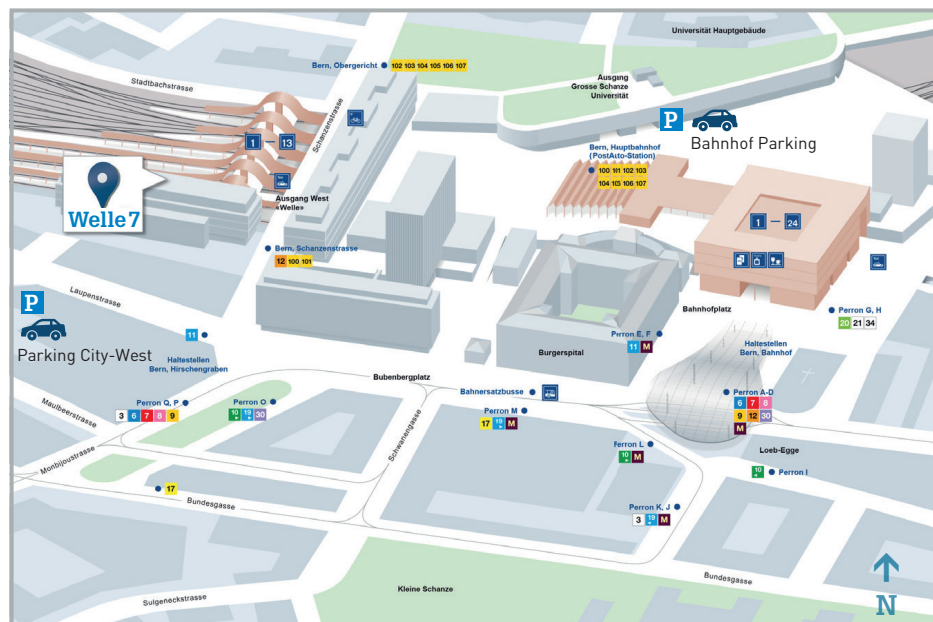 Universität Hauptgebäude
Stadtbachstrasse
Bern, Obergericht
102 103 104 105 106 107
Ausgang
Grosse Schanze
Universität
Schanzenstrasse
P
Bahnhof Parking
1 — 13
Bern, Hauptbahnhof
(PostAuto-Station)
100 101 102 103
104 105 106 107
Welle 7
Ausgang West
«Welle»
1 — 24
Bern, Schanzenstrasse
12 100 101
Laupenstrasse
P
Parking City-West
11
Haltestellen
Bern, Hirschengraben
Bahnhofplatz
Perron G, H
20 21 34
Perron E, F
11 M
Burgerspital
Haltestellen
Bern, Bahnhof
Bubenbergplatz
Bahnersatzbusse
Perron A-D
6 7 8
9 12 30
M
Perron Q, P
3 6 7 8 9
Perron O
10 19 30
Perron M
17 19 M
Maulbeerstrasse
Monbijoustrasse
Schwanengasse
Perron L
10 M
Loeb-Egge
10
Perron I
17
Bundesgasse
Perron K, J
3 19 M
Bundesgasse
Kleine Schanze
Sulgeneckstrasse
N